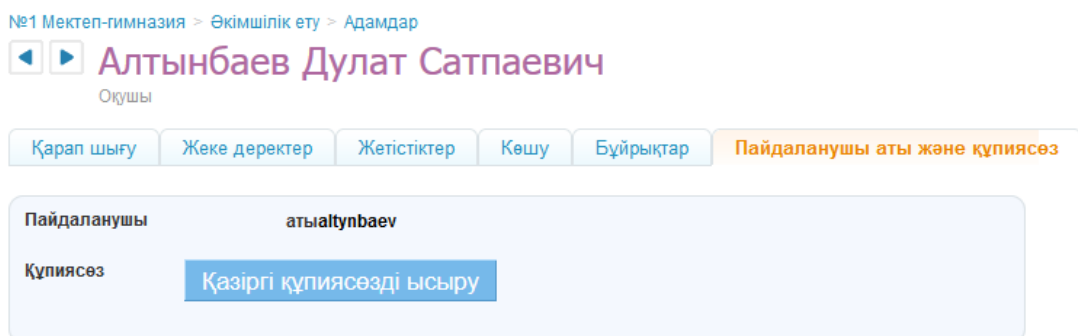 №1 Мектеп-гимназия > Әкімшілік ету > Адамдар
Алтынбаев Дулат Сатпаевич
Оқушы
Қарап шығу Жеке деректер Жетістіктер Көшу Бұйрықтар Пайдаланушы аты және құпиясөз
Пайдаланушы атыaltynbaev
Құпиясөз Қазіргі құпиясөзді ысыру